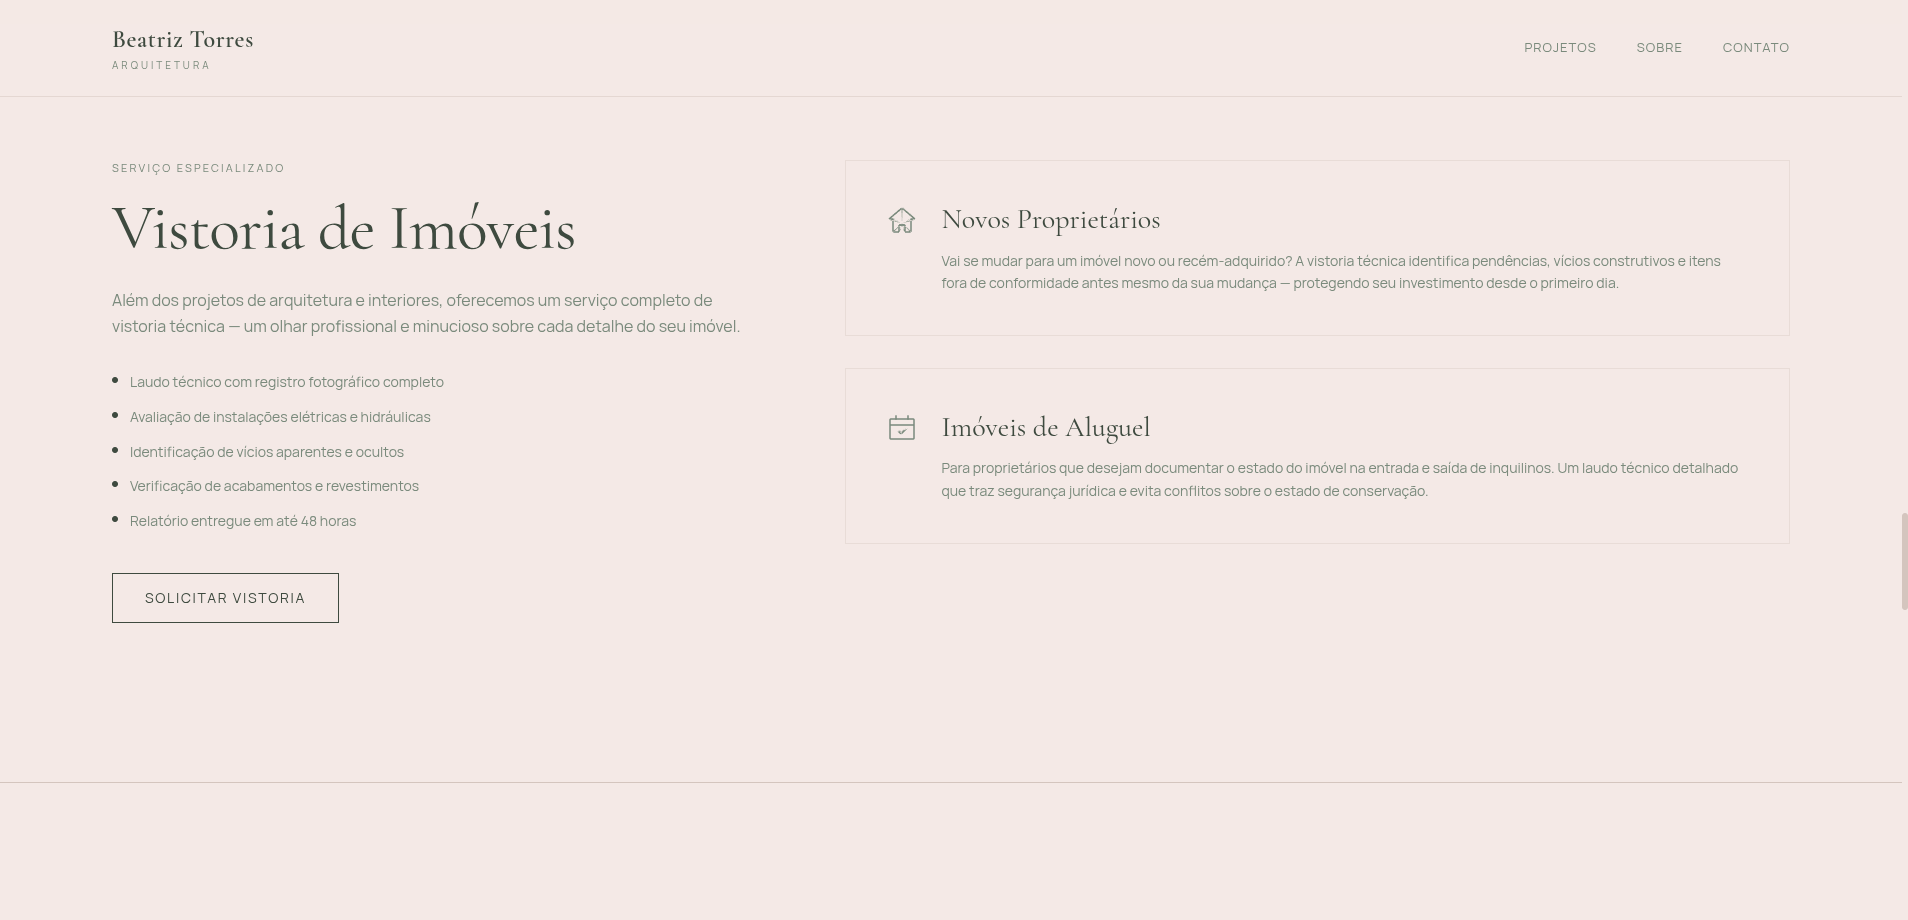 Beatriz Torres
ARQUITETURA
PROJETOS
SOBRE
CONTATO
SERVIÇO ESPECIALIZADO
Vistoria de Imóveis
Além dos projetos de arquitetura e interiores, oferecemos um serviço completo de
vistoria técnica — um olhar profissional e minucioso sobre cada detalhe do seu imóvel.
Laudo técnico com registro fotográfico completo
Avaliação de instalações elétricas e hidráulicas
Identificação de vícios aparentes e ocultos
Verificação de acabamentos e revestimentos
Relatório entregue em até 48 horas
SOLICITAR VISTORIA
Novos Proprietários
Vai se mudar para um imóvel novo ou recém-adquirido? A vistoria técnica identifica pendências, vícios construtivos e itens
fora de conformidade antes mesmo da sua mudança — protegendo seu investimento desde o primeiro dia.
Imóveis de Aluguel
Para proprietários que desejam documentar o estado do imóvel na entrada e saída de inquilinos. Um laudo técnico detalhado
que traz segurança jurídica e evita conflitos sobre o estado de conservação.